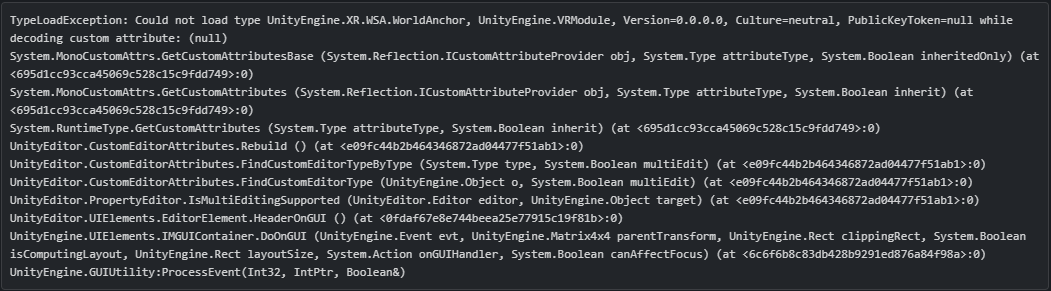 TypeLoadException: Could not load type UnityEngine.XR.WSA.WorldAnchor, UnityEngine.VRModule, Version=0.0.0.0, Culture=neutral, PublicKeyToken=null while
decoding custom attribute: (null)
System.MonoCustomAttrs.GetCustomAttributesBase (System.Reflection.ICustomAttributeProvider obj, System.Type attributeType, System.Boolean inheritedOnly) (at
<695d1cc93cca45069c528c15c9fdd749>:0)
System.MonoCustomAttrs.GetCustomAttributes (System.Reflection.ICustomAttributeProvider obj, System.Type attributeType, System.Boolean inherit) (at
<695d1cc93cca45069c528c15c9fdd749>:0)
System.RuntimeType.GetCustomAttributes (System.Type attributeType, System.Boolean inherit) (at <695d1cc93cca45069c528c15c9fdd749>:0)
UnityEditor.CustomEditorAttributes.Rebuild () (at <e09fc44b2b464346872ad04477f51ab1>:0)
UnityEditor.CustomEditorAttributes.FindCustomEditorTypeByType (System.Type type, System.Boolean multiEdit) (at <e09fc44b2b464346872ad04477f51ab1>:0)
UnityEditor.CustomEditorAttributes.FindCustomEditorType (UnityEngine.Object o, System.Boolean multiEdit) (at <e09fc44b2b464346872ad04477f51ab1>:0)
UnityEditor.PropertyEditor.IsMultiEditingSupported (UnityEditor.Editor editor, UnityEngine.Object target) (at <e09fc44b2b464346872ad04477f51ab1>:0)
UnityEditor.UIElements.EditorElement.HeaderOnGUI () (at <0fdaf67e8e744beea25e77915c19f81b>:0)
UnityEngine.UIElements.IMGUIContainer.DoOnGUI (UnityEngine.Event evt, UnityEngine.Matrix4x4 parentTransform, UnityEngine.Rect clippingRect, System.Boolean
isComputingLayout, UnityEngine.Rect layoutSize, System.Action onGUIHandler, System.Boolean canAffectFocus) (at <6c6f6b8c83db428b9291ed876a84f98a>:0)
UnityEngine.GUIUtility:ProcessEvent(Int32, IntPtr, Boolean&)